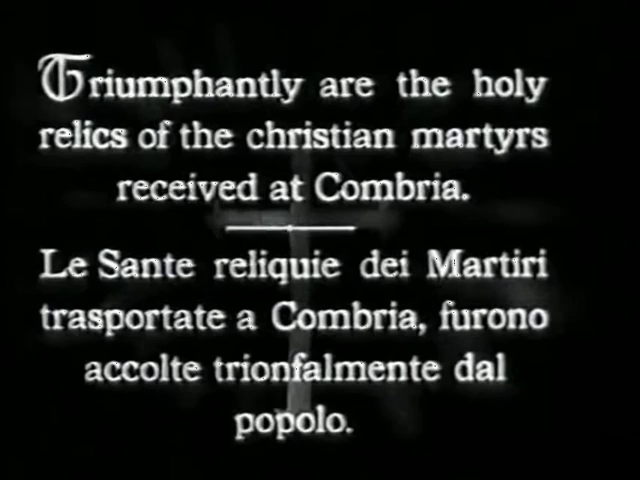 Triumphantly are the holy
relics of the christian martyrs
received at Combria.
Le Sante reliquie dei Martiri
trasportate a Combria, furono
accolte trionfalmente dal
popolo.